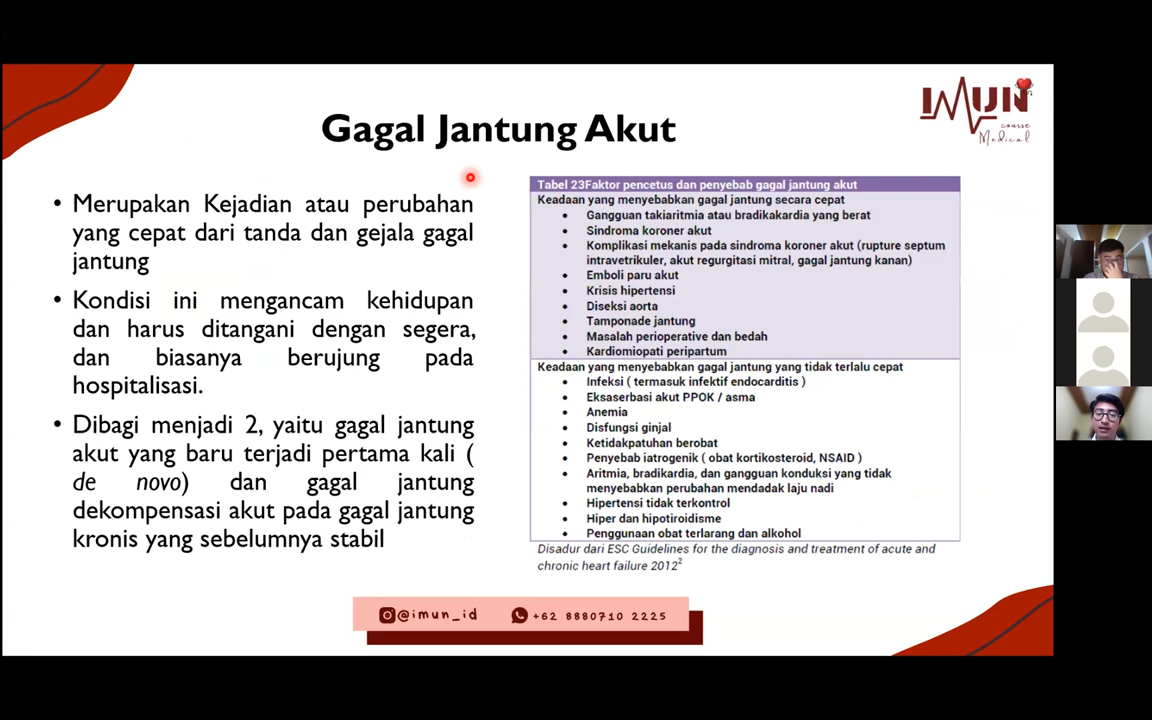 IMUN
course
Medical
Gagal Jantung Akut
• Merupakan Kejadian atau perubahan
yang cepat dari tanda dan gejala gagal
jantung
• Kondisi ini mengancam kehidupan
dan harus ditangani dengan segera,
dan biasanya berujung pada
hospitalisasi.
• Dibagi menjadi 2, yaitu gagal jantung
akut yang baru terjadi pertama kali (
de novo) dan gagal jantung
dekompensasi akut pada gagal jantung
kronis yang sebelumnya stabil
Tabel 23Faktor pencetus dan penyebab gagal jantung akut
Keadaan yang menyebabkan gagal jantung secara cepat
• Gangguan takiaritmia atau bradikakardia yang berat
• Sindroma koroner akut
• Komplikasi mekanis pada sindroma koroner akut (rupture septum
intravetrikuler, akut regurgitasi mitral, gagal jantung kanan)
• Emboli paru akut
• Krisis hipertensi
• Diseksi aorta
• Tamponade jantung
• Masalah perioperative dan bedah
• Kardiomiopati peripartum
Keadaan yang menyebabkan gagal jantung yang tidak terlalu cepat
• Infeksi ( termasuk infektif endocarditis )
• Eksaserbasi akut PPOK / asma
• Anemia
• Disfungsi ginjal
• Ketidakpatuhan berobat
• Penyebab iatrogenik ( obat kortikosteroid, NSAID )
• Aritmia, bradikardia, dan gangguan konduksi yang tidak
menyebabkan perubahan mendadak laju nadi
• Hipertensi tidak terkontrol
• Hiper dan hipotiroidisme
• Penggunaan obat terlarang dan alkohol
Disadur dari ESC Guidelines for the diagnosis and treatment of acute and
chronic heart failure 2012²
@imun_id +62 8880710 2225